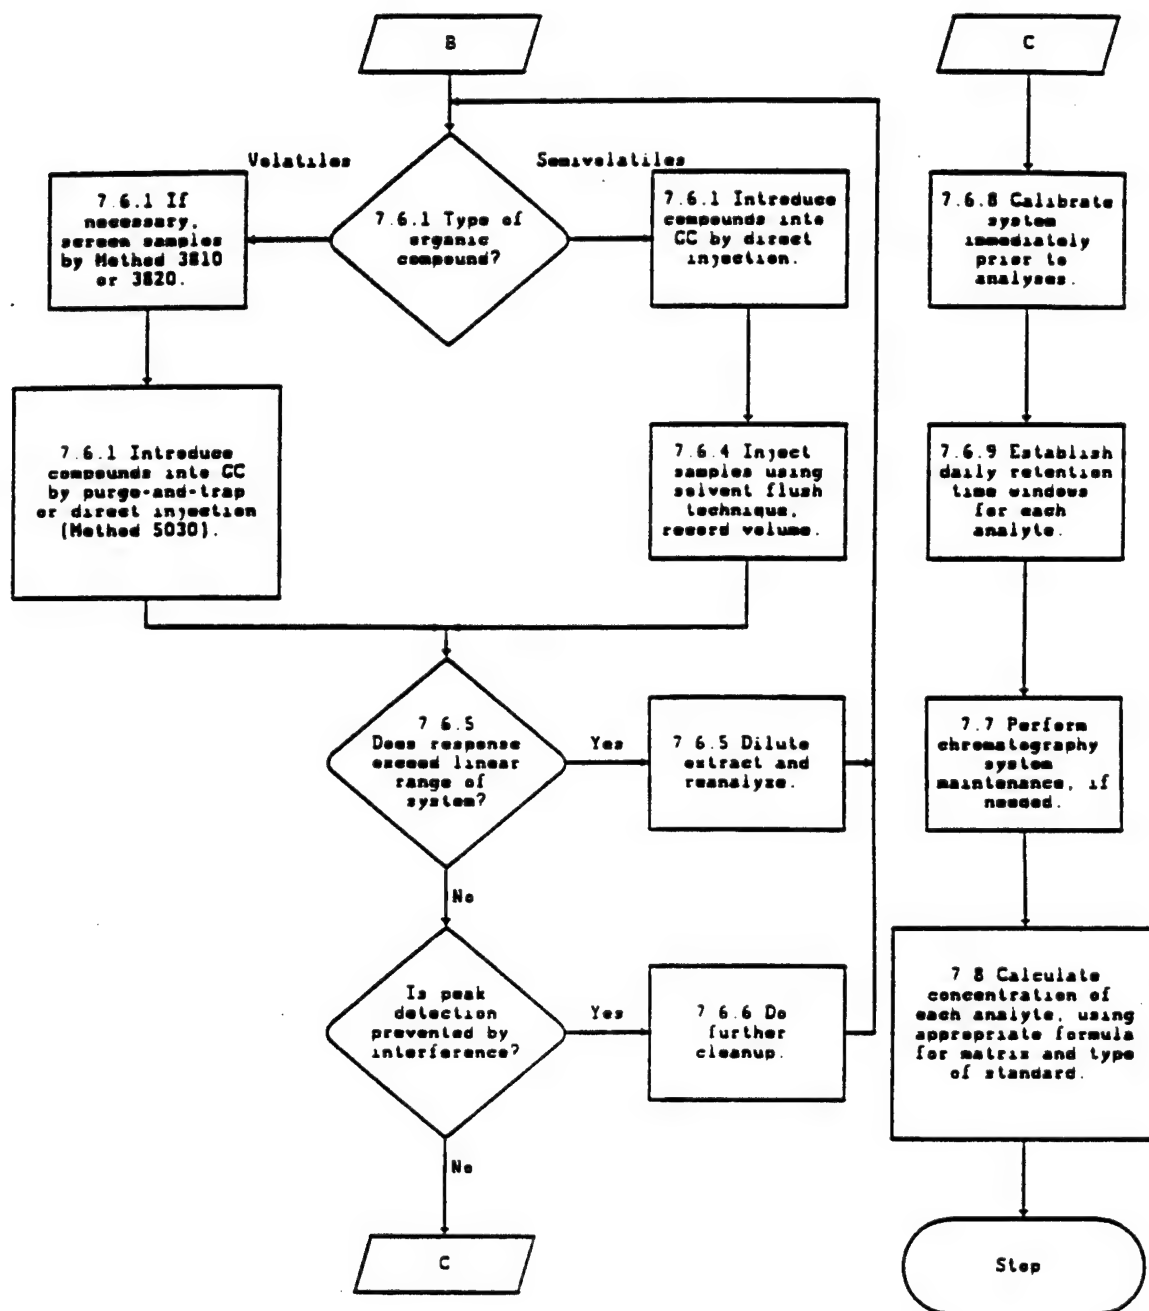 B
Volatiles
Semivolatiles
7.6.1 If
necessary,
screen samples
by Method 3810
or 3820.
7.6.1 Type of
organic
compound?
7.6.1 Introduce
compounds into
GC by direct
injection.
7.6.1 Introduce
compounds into GC
by purge-and-trap
or direct injection
(Method 5030).
7.6.4 Inject
samples using
solvent flush
technique,
record volume.
7 6.5
Does response
exceed linear
range of
system?
Yes
7 6.5 Dilute
extract and
reanalyze.
No
Is peak
detection
prevented by
interference?
Yes
7 6.6 Do
further
cleanup.
No
C
C
7.6.8 Calibrate
system
immediately
prior to
analyses.
7.6.9 Establish
daily retention
time windows
for each
analyte.
7.7 Perform
chromatography
system
maintenance, if
needed.
7 8 Calculate
concentration of
each analyte, using
appropriate formula
for matrix and type
of standard.
Stop